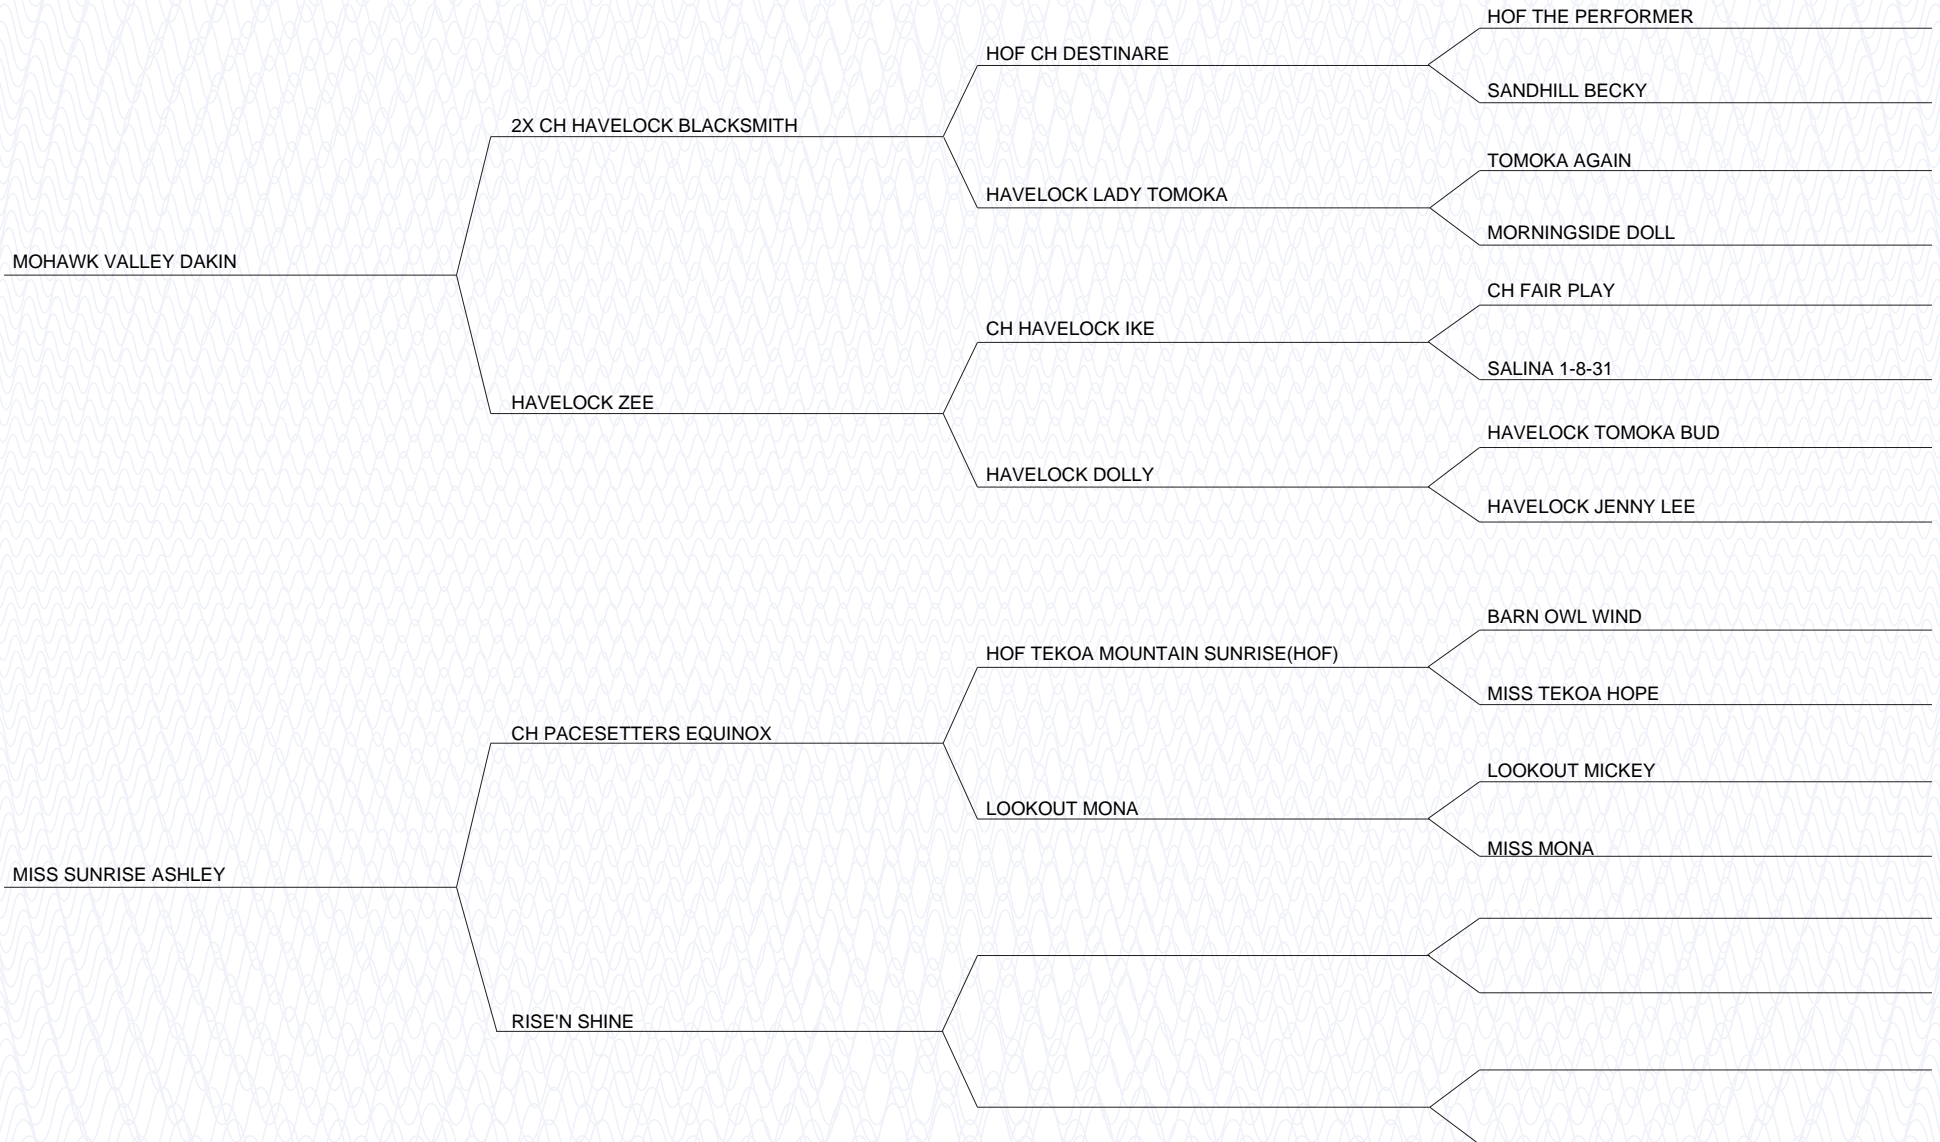 HOF THE PERFORMER
HOF CH DESTINARE
SANDHILL BECKY
2X CH HAVELOCK BLACKSMITH
TOMOKA AGAIN
HAVELOCK LADY TOMOKA
MORNINGSIDE DOLL
MOHAWK VALLEY DAKIN
CH FAIR PLAY
CH HAVELOCK IKE
SALINA 1-8-31
HAVELOCK ZEE
HAVELOCK TOMOKA BUD
HAVELOCK DOLLY
HAVELOCK JENNY LEE
BARN OWL WIND
HOF TEKOA MOUNTAIN SUNRISE(HOF)
MISS TEKOA HOPE
CH PACESETTERS EQUINOX
LOOKOUT MICKEY
LOOKOUT MONA
MISS MONA
MISS SUNRISE ASHLEY
RISE'N SHINE